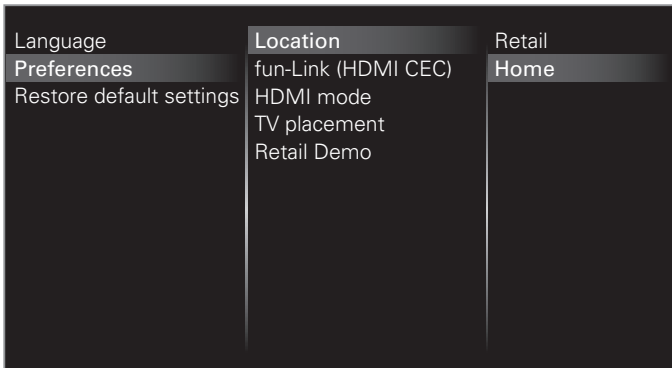 Language
Preferences
Restore default settings
Location
fun-Link (HDMI CEC)
HDMI mode
TV placement
Retail Demo
Retail
Home